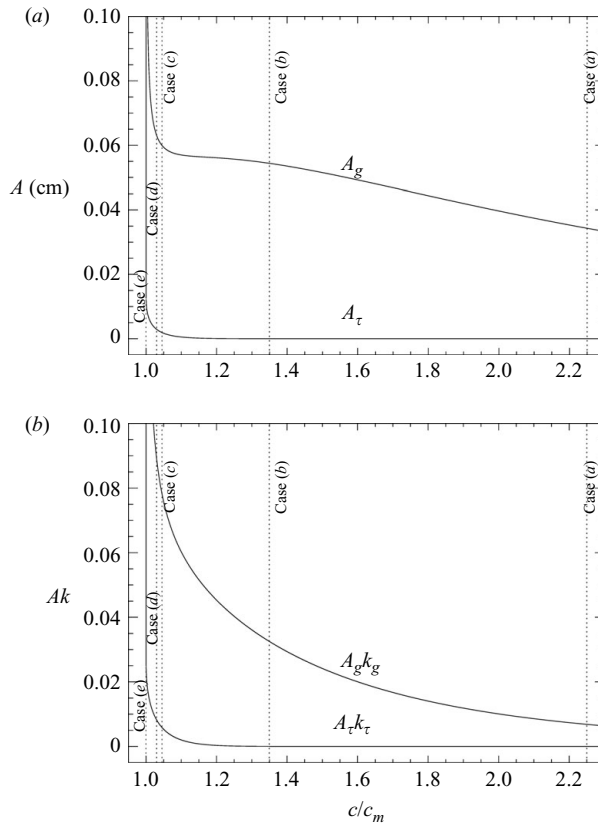 (a)
0.10
0.08
0.06
0.04
0.02
0
A (cm)
Case (e)
Case (d)
Case (c)
Case (b)
Case (a)
A_g
A_τ
1.0
1.2
1.4
1.6
1.8
2.0
2.2
(b)
0.10
0.08
0.06
0.04
0.02
0
Ak
Case (e)
Case (d)
Case (c)
Case (b)
Case (a)
A_g k_g
A_τ k_τ
1.0
1.2
1.4
1.6
1.8
2.0
2.2
c/c_m